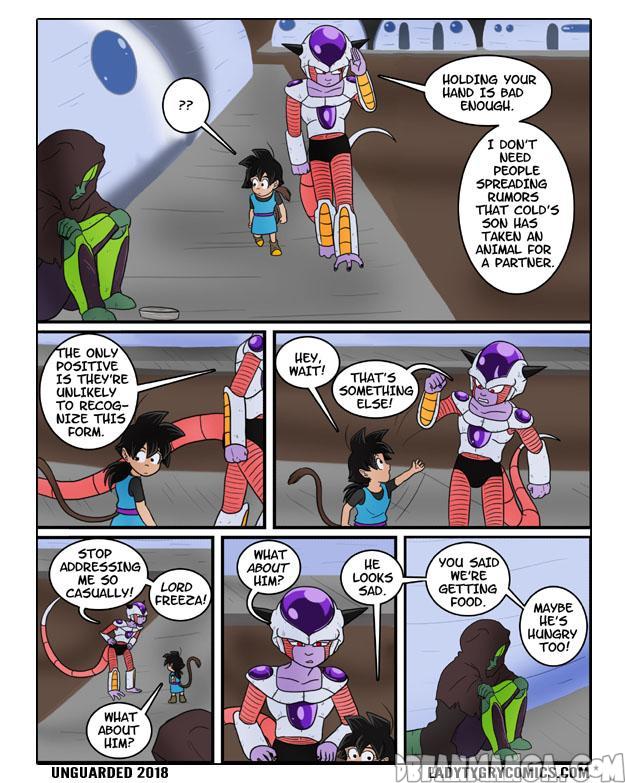 ??
HOLDING YOUR
HAND IS BAD
ENOUGH.
I DON'T
NEED
PEOPLE
SPREADING
RUMORS
THAT COLD'S
SON HAS
TAKEN AN
ANIMAL FOR
A PARTNER.
THE ONLY
POSITIVE
IS THEY'RE
UNLIKELY
TO RECOG-
NIZE THIS
FORM.
HEY,
WAIT!
THAT'S
SOMETHING
ELSE!
STOP
ADDRESSING
ME SO
CASUALLY!
LORD
FREEZA!
WHAT
ABOUT
HIM?
WHAT
ABOUT
HIM?
HE
LOOKS
SAD.
YOU SAID
WE'RE
GETTING
FOOD.
MAYBE
HE'S
HUNGRY
TOO!
UNGUARDED 2018
LADYTYGRYCOMICS.COM
DBEANMANGA.COM